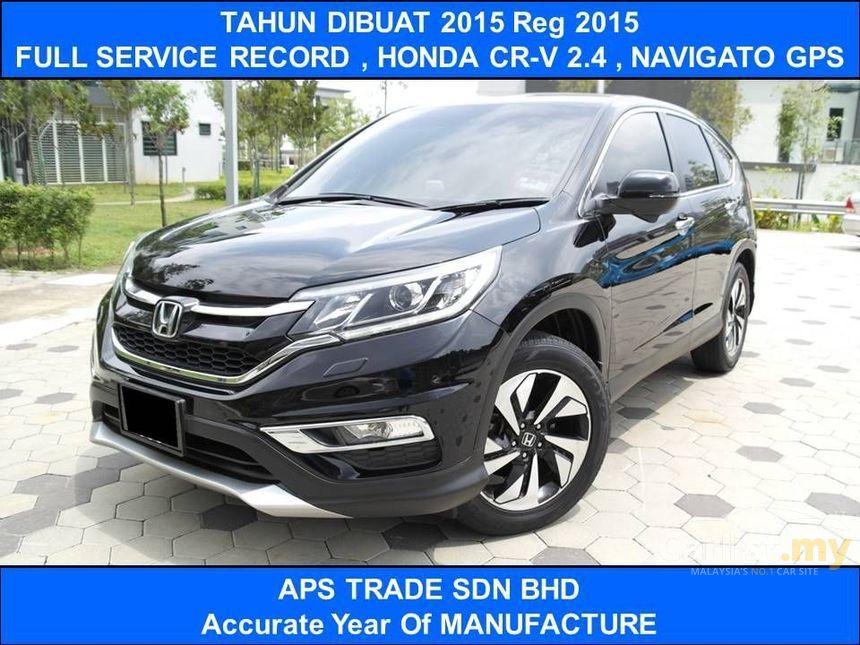 TAHUN DIBUAT 2015 Reg 2015
FULL SERVICE RECORD , HONDA CR-V 2.4 , NAVIGATO GPS
Carlist.my
MALAYSIA'S NO.1 CAR SITE
APS TRADE SDN BHD
Accurate Year Of MANUFACTURE